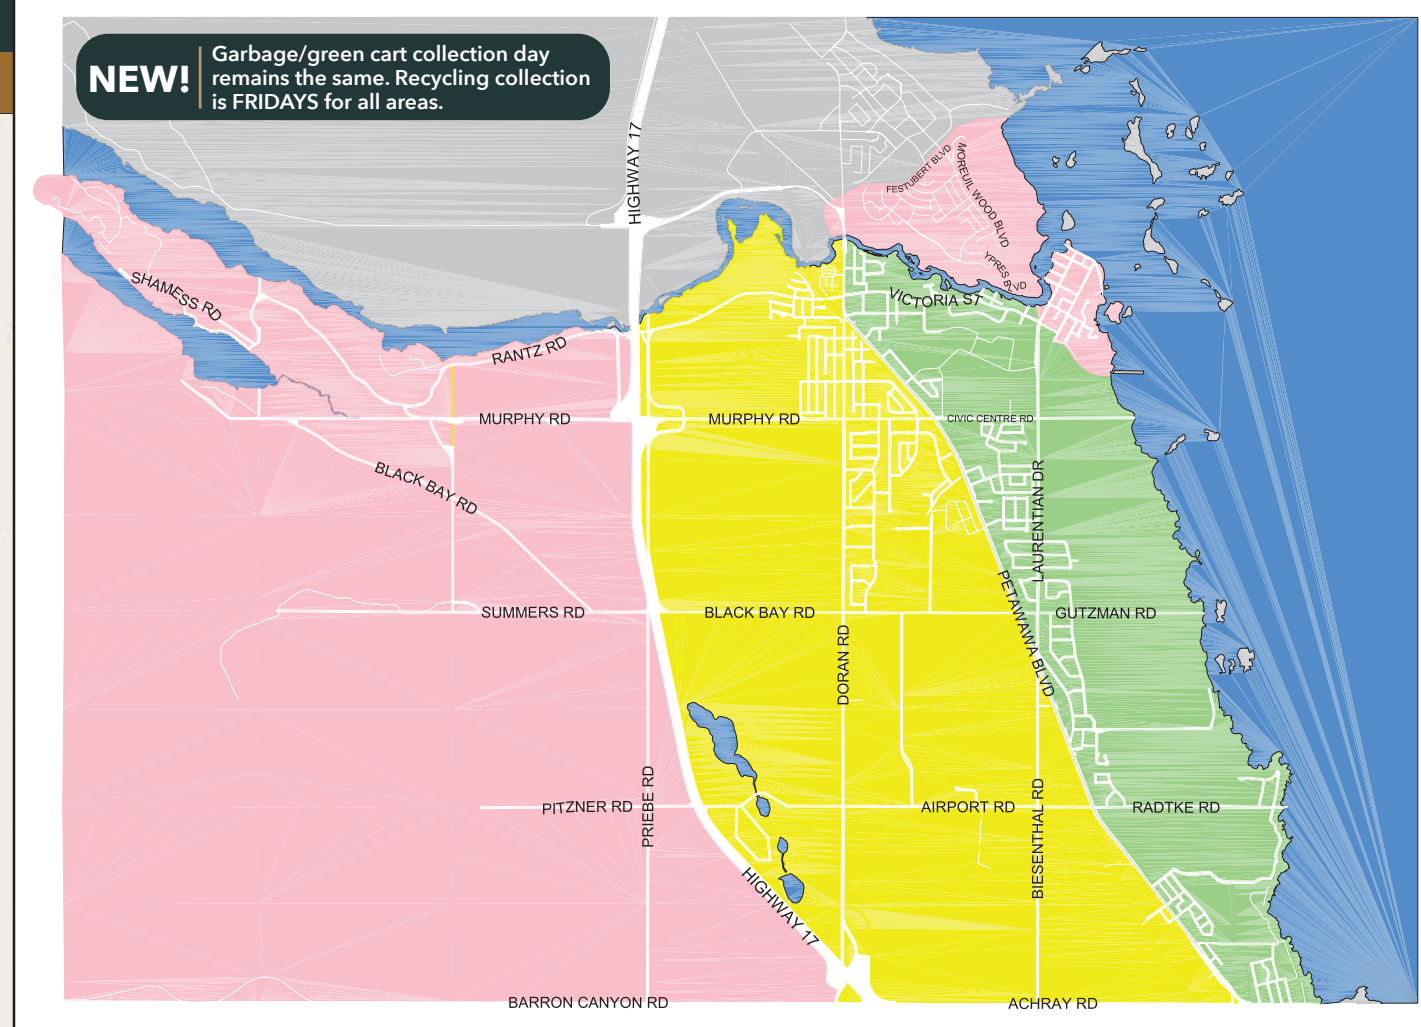 NEW!
Garbage/green cart collection day
remains the same. Recycling collection
is FRIDAYS for all areas.
HIGHWAY 17
FESTUBERT BLVD
MOREUIL WOOD BLVD
YPRES BLVD
SHAMESS RD
VICTORIA ST
RANTZ RD
MURPHY RD
MURPHY RD
CIVIC CENTRE RD
BLACK BAY RD
LAURENTIAN DR
PETAWAWA BLVD
SUMMERS RD
BLACK BAY RD
GUTZMAN RD
DORAN RD
PITZNER RD
PRIEBE RD
AIRPORT RD
BIESENTHAL RD
RADTKE RD
HIGHWAY 17
BARRON CANYON RD
ACHRAY RD